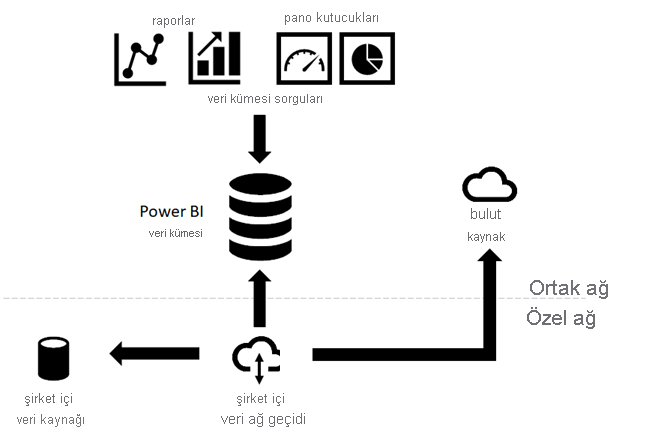 raporlar
pano kutucukları
veri kümesi sorguları
Power BI
veri kümesi
bulut
kaynak
Ortak ağ
Özel ağ
şirket içi
veri kaynağı
şirket içi
veri ağ geçidi